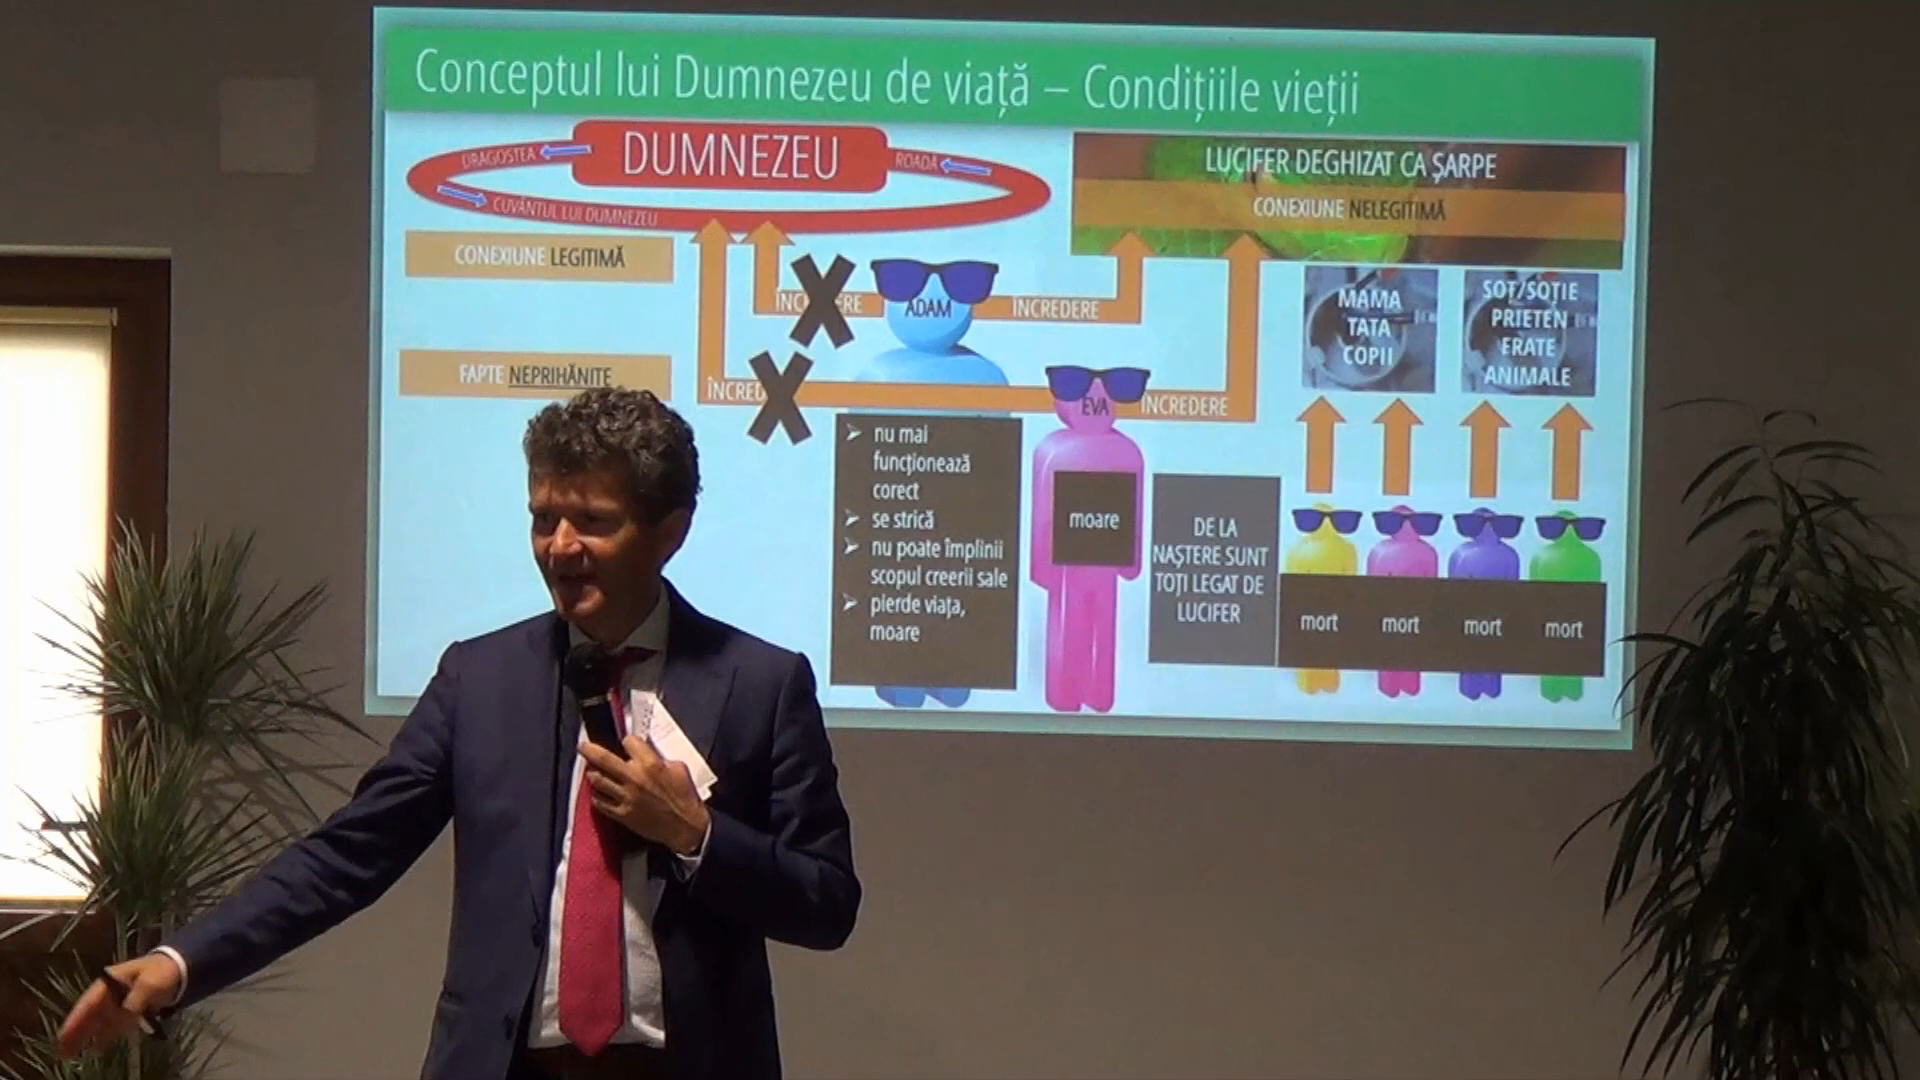 Conceptul lui Dumnezeu de viață – Condițiile vieții
DRAGOSTEA
DUMNEZEU
ROADA
CUVÂNTUL LUI DUMNEZEU
LUCIFER DEGHIZAT CA ȘARPE
CONEXIUNE NELEGITIMĂ
CONEXIUNE LEGITIMĂ
ADAM
ÎNCREDERE
MAMA
TATA
COPII
SOȚ/SOȚIE
PRIETEN
FRATE
ANIMALE
FAPTE NEPRIHĂNITE
EVA
ÎNCREDERE
➢ nu mai
funcționează
corect
➢ se strică
➢ nu poate împlinii
scopul creerii sale
➢ pierde viața,
moare
moare
DE LA
NAȘTERE SUNT
TOȚI LEGAT DE
LUCIFER
mort
mort
mort
mort